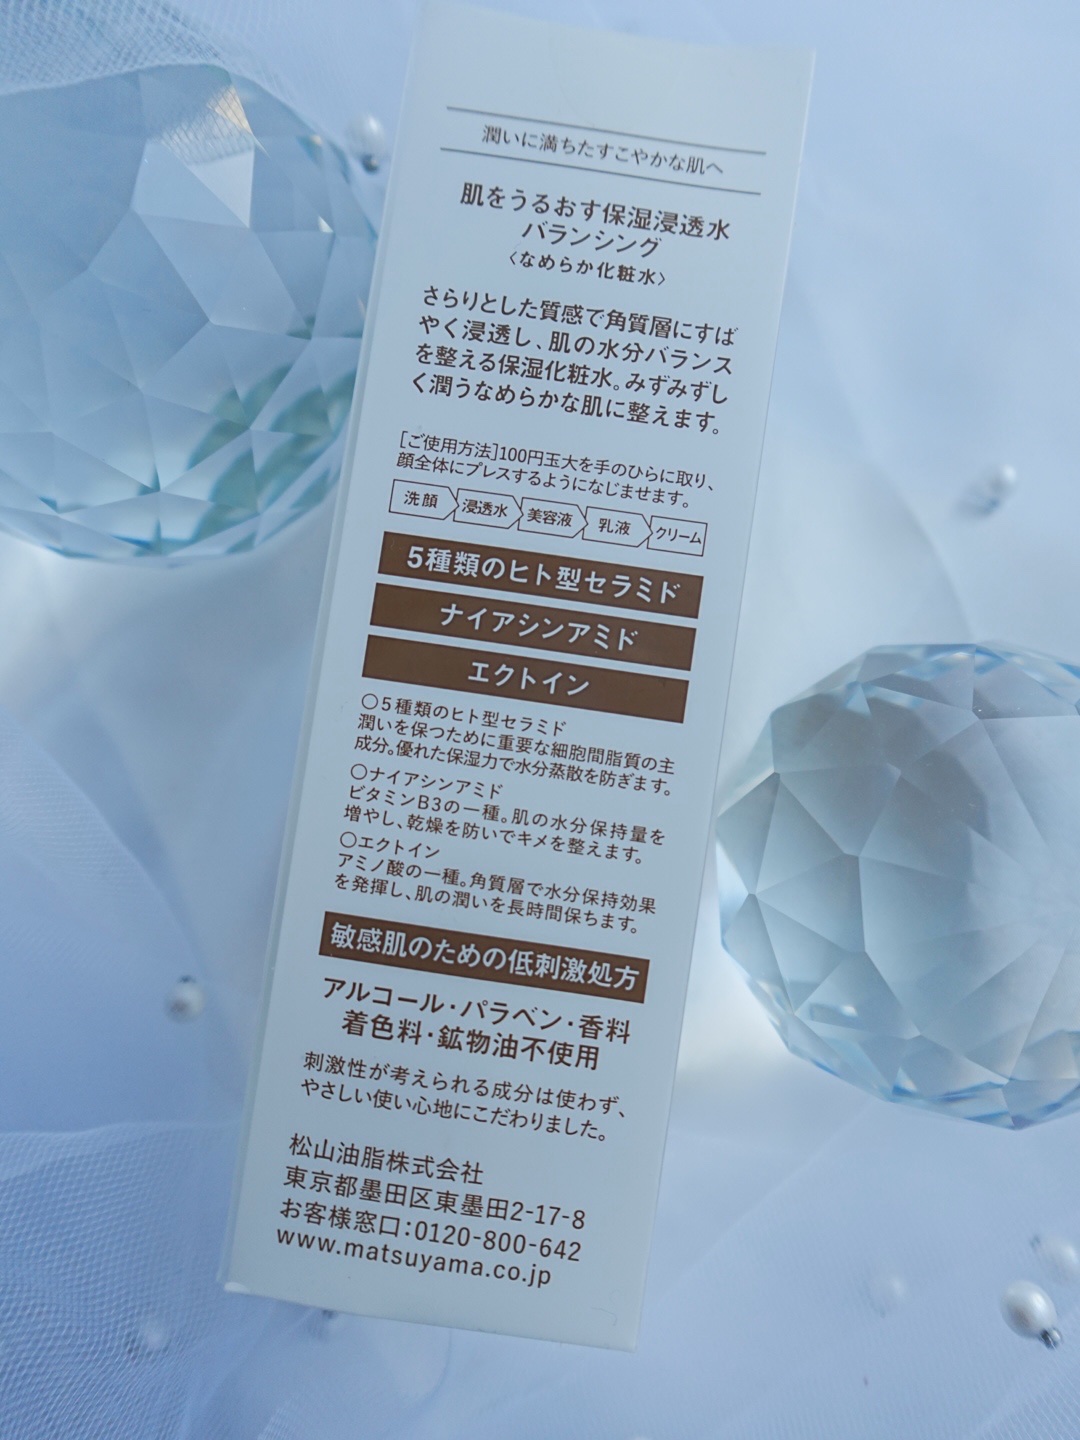 潤いに満ちたすこやかな肌へ
肌をうるおす保湿浸透水
バランシング
〈なめらか化粧水〉
さらりとした質感で角質層にすば
やく浸透し、肌の水分バランス
を整える保湿化粧水。みずみずし
く潤うなめらかな肌に整えます。
[ご使用方法]100円玉大を手のひらに取り、
顔全体にプレスするようになじませます。
洗顔 浸透水 美容液 乳液 クリーム
5種類のヒト型セラミド
ナイアシンアミド
エクトイン
○5種類のヒト型セラミド
潤いを保つために重要な細胞間脂質の主
成分。優れた保湿力で水分蒸散を防ぎます。
○ナイアシンアミド
ビタミンB3の一種。肌の水分保持量を
増やし、乾燥を防いでキメを整えます。
○エクトイン
アミノ酸の一種。角質層で水分保持効果
を発揮し、肌の潤いを長時間保ちます。
敏感肌のための低刺激処方
アルコール・パラベン・香料
着色料・鉱物油不使用
刺激性が考えられる成分は使わず、
やさしい使い心地にこだわりました。
松山油脂株式会社
東京都墨田区東墨田2-17-8
お客様窓口:0120-800-642
www.matsuyama.co.jp